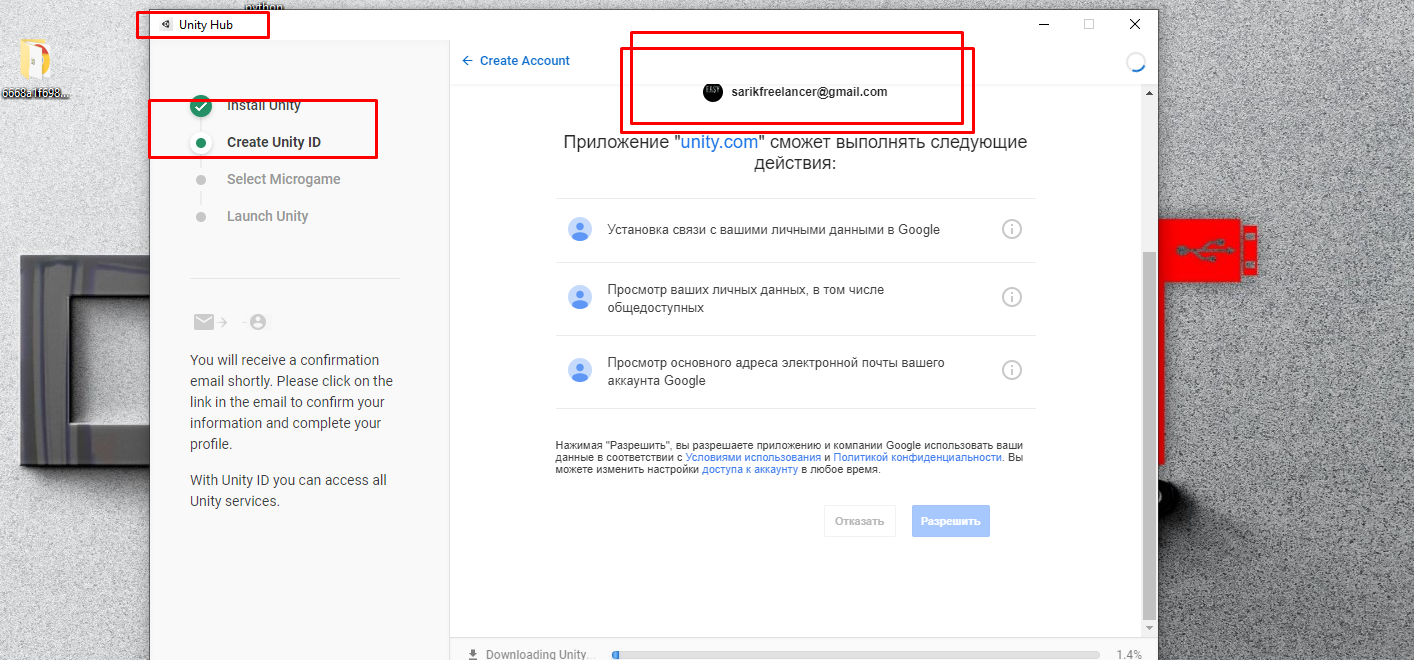 python
Unity Hub
6668a1f698...
Create Account
EASY
sarikfreelancer@gmail.com
Install Unity
Create Unity ID
Select Microgame
Launch Unity
You will receive a confirmation
email shortly. Please click on the
link in the email to confirm your
information and complete your
profile.
With Unity ID you can access all
Unity services.
Приложение "unity.com" сможет выполнять следующие
действия:
Установка связи с вашими личными данными в Google
Просмотр ваших личных данных, в том числе
общедоступных
Просмотр основного адреса электронной почты вашего
аккаунта Google
Нажимая "Разрешить", вы разрешаете приложению и компании Google использовать ваши
данные в соответствии с Условиями использования и Политикой конфиденциальности. Вы
можете изменить настройки доступа к аккаунту в любое время.
Отказать
Разрешить
Downloading Unity...
1.4%